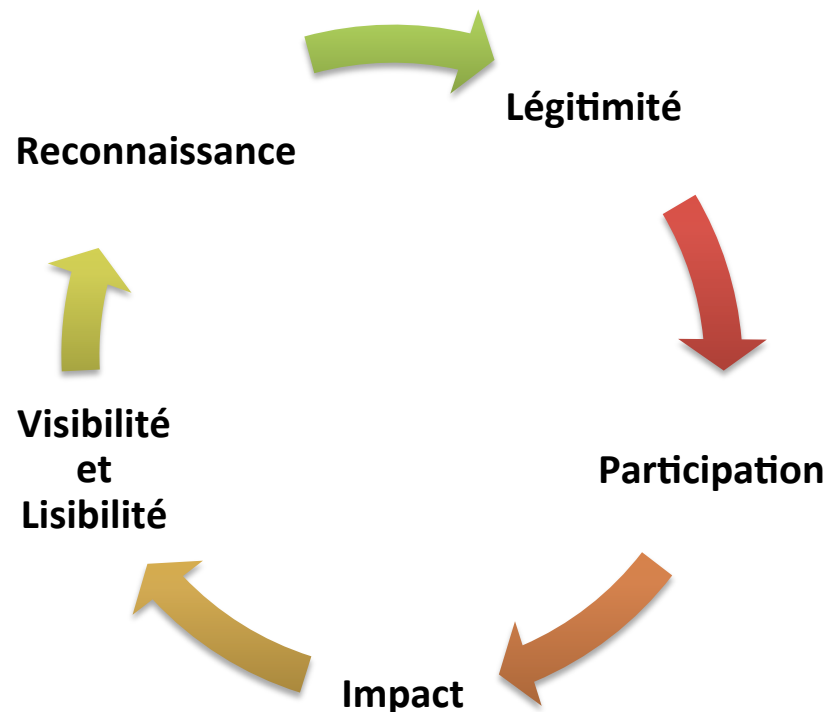 Légitimité
Reconnaissance
Visibilité
et
Lisibilité
Participation
Impact